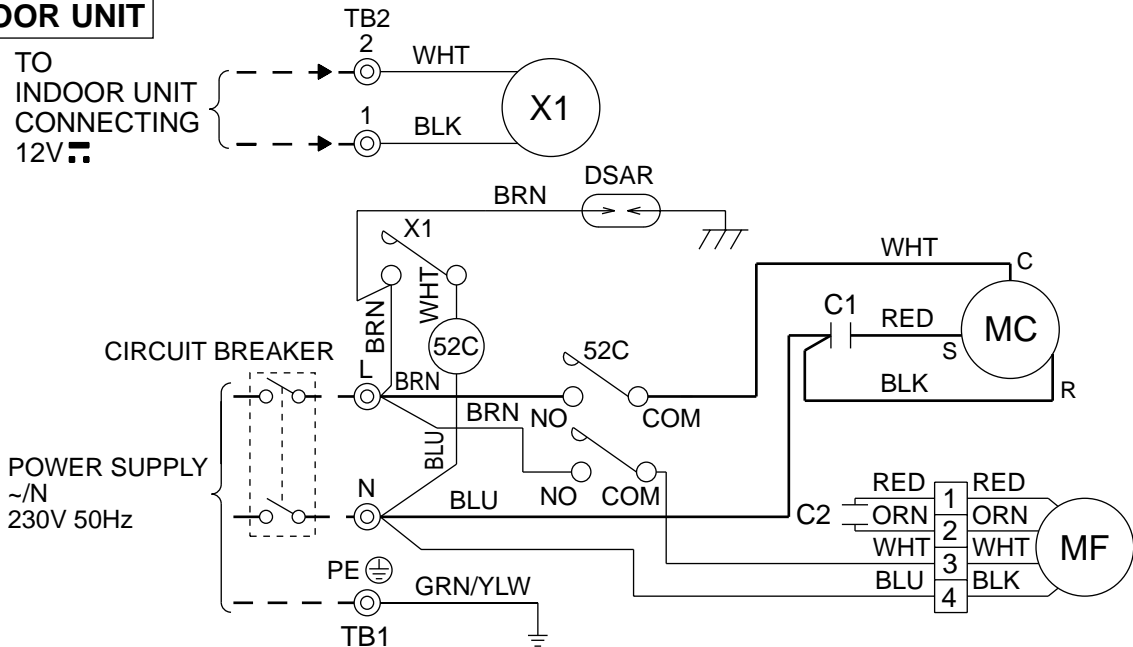 DOOR UNIT
TO
INDOOR UNIT
CONNECTING
12V
TB2
2
WHT
1
BLK
X1
DSAR
BRN
X1
WHT
BRN
52C
WHT
C
C1
RED
S
MC
BLK
R
CIRCUIT BREAKER
L
BRN
52C
BRN
NO
COM
BLU
NO
COM
POWER SUPPLY
~/N
230V 50Hz
N
BLU
C2
RED 1 RED
ORN 2 ORN
WHT 3 WHT
BLU 4 BLK
MF
PE
GRN/YLW
TB1